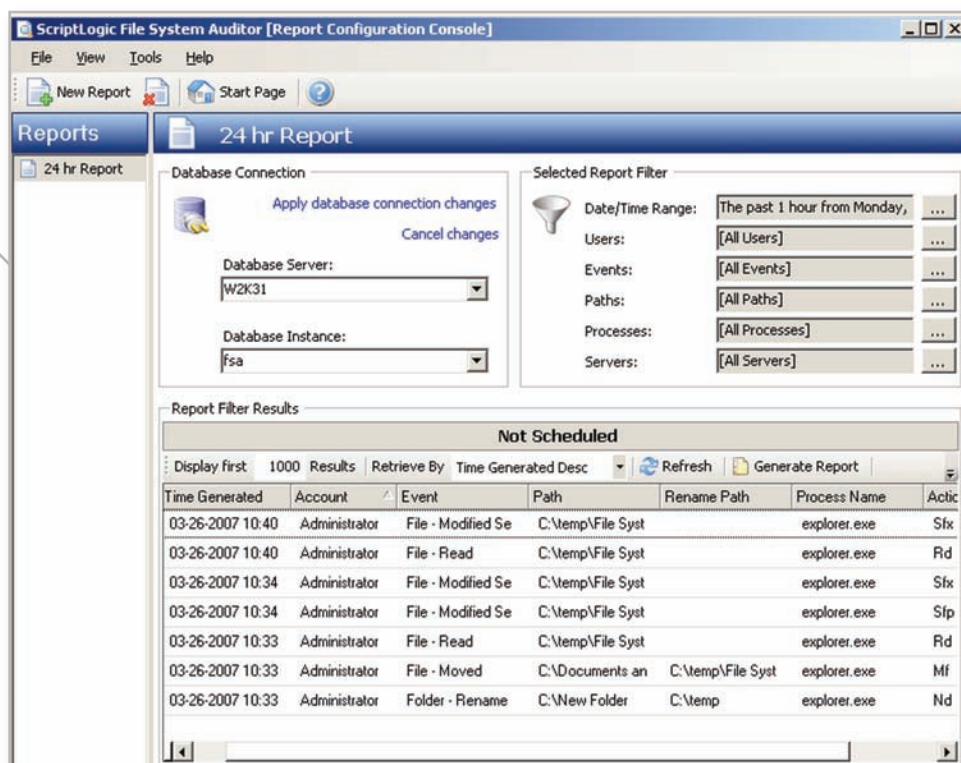 ScriptLogic File System Auditor [Report Configuration Console]
File View Tools Help
New Report Start Page
Reports
24 hr Report
24 hr Report
Database Connection
Apply database connection changes
Cancel changes
Database Server:
W2K31
Database Instance:
fsa
Selected Report Filter
Date/Time Range: The past 1 hour from Monday, ...
Users: [All Users] ...
Events: [All Events] ...
Paths: [All Paths] ...
Processes: [All Processes] ...
Servers: [All Servers] ...
Report Filter Results
Not Scheduled
Display first 1000 Results Retrieve By Time Generated Desc Refresh Generate Report
Time Generated Account Event Path Rename Path Process Name Actic
03-26-2007 10:40 Administrator File - Modified Se C:\temp\File Syst explorer.exe Sfx
03-26-2007 10:40 Administrator File - Read C:\temp\File Syst explorer.exe Rd
03-26-2007 10:34 Administrator File - Modified Se C:\temp\File Syst explorer.exe Sfx
03-26-2007 10:34 Administrator File - Modified Se C:\temp\File Syst explorer.exe Sfp
03-26-2007 10:33 Administrator File - Read C:\temp\File Syst explorer.exe Rd
03-26-2007 10:33 Administrator File - Moved C:\Documents an C:\temp\File Syst explorer.exe Mf
03-26-2007 10:33 Administrator Folder - Rename C:\New Folder C:\temp explorer.exe Nd